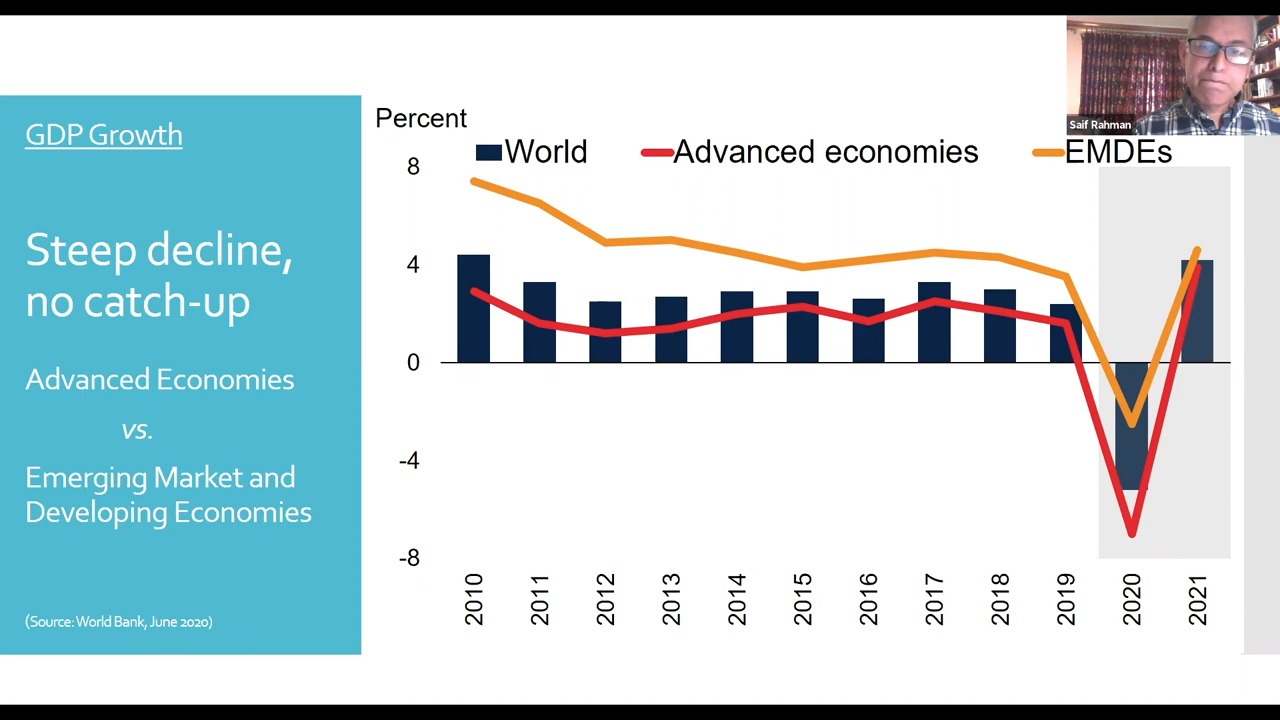 GDP Growth
Steep decline,
no catch-up
Advanced Economies
vs.
Emerging Market and
Developing Economies
(Source: World Bank, June 2020)
Percent
World Advanced economies EMDEs
8
4
0
-4
-8
2010 2011 2012 2013 2014 2015 2016 2017 2018 2019 2020 2021
Saif Rahman